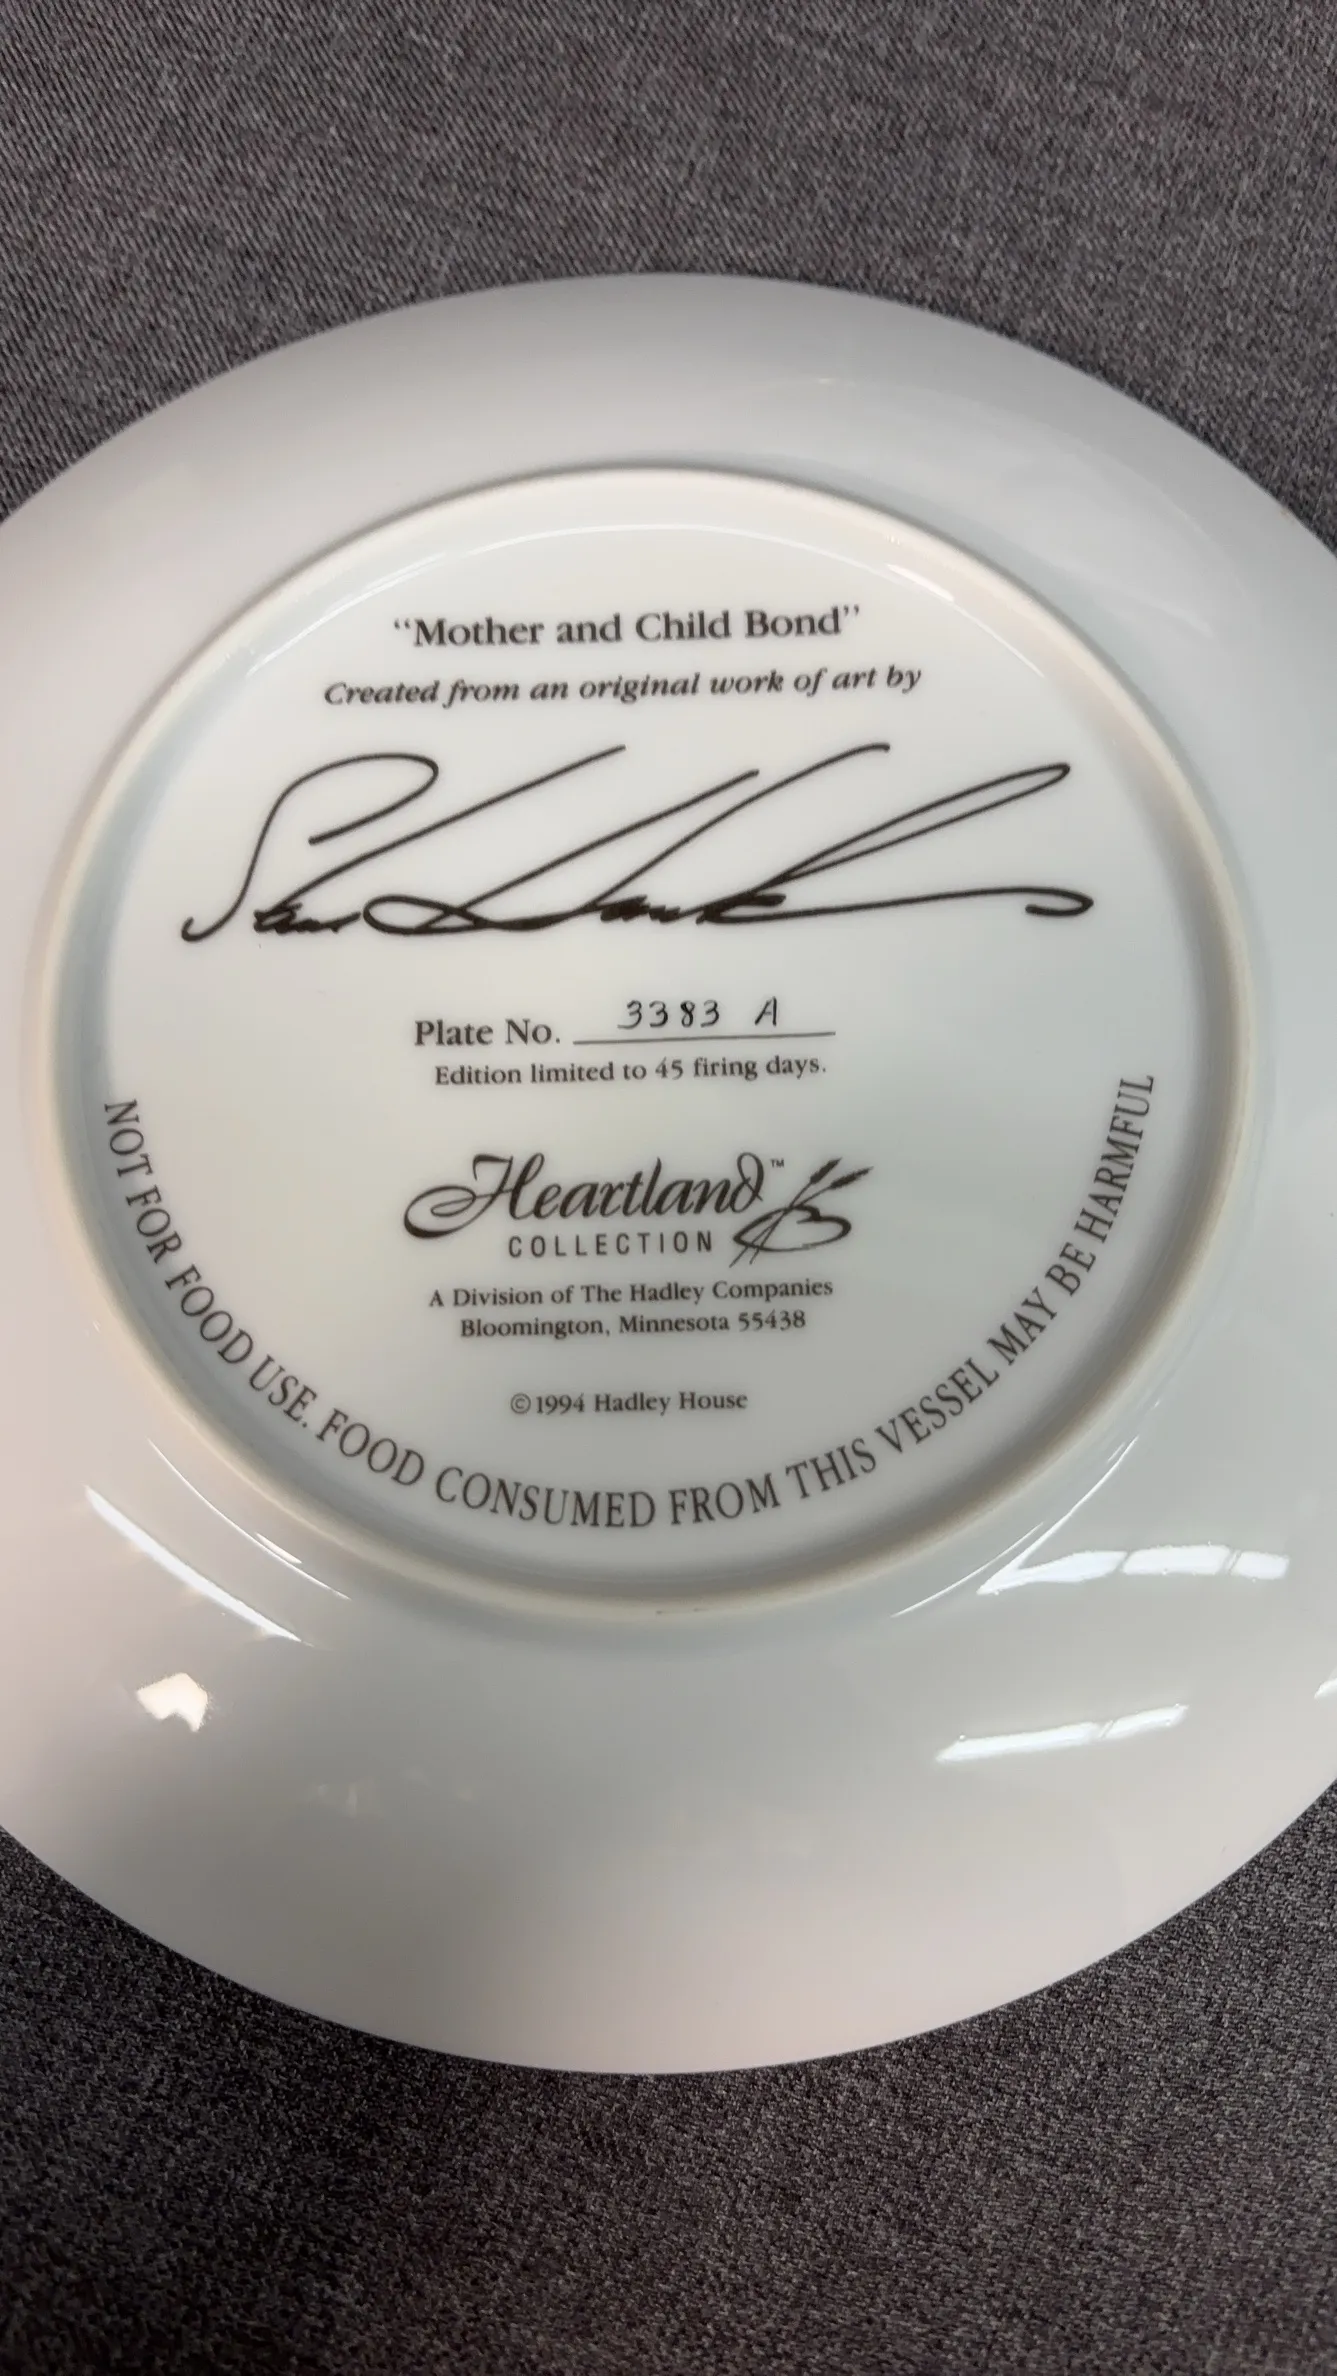 “Mother and Child Bond”
Created from an original work of art by
Plate No. 3383 A
Edition limited to 45 firing days.
Heartland™
COLLECTION
A Division of The Hadley Companies
Bloomington, Minnesota 55438
©1994 Hadley House
NOT FOR FOOD USE. FOOD CONSUMED FROM THIS VESSEL MAY BE HARMFUL